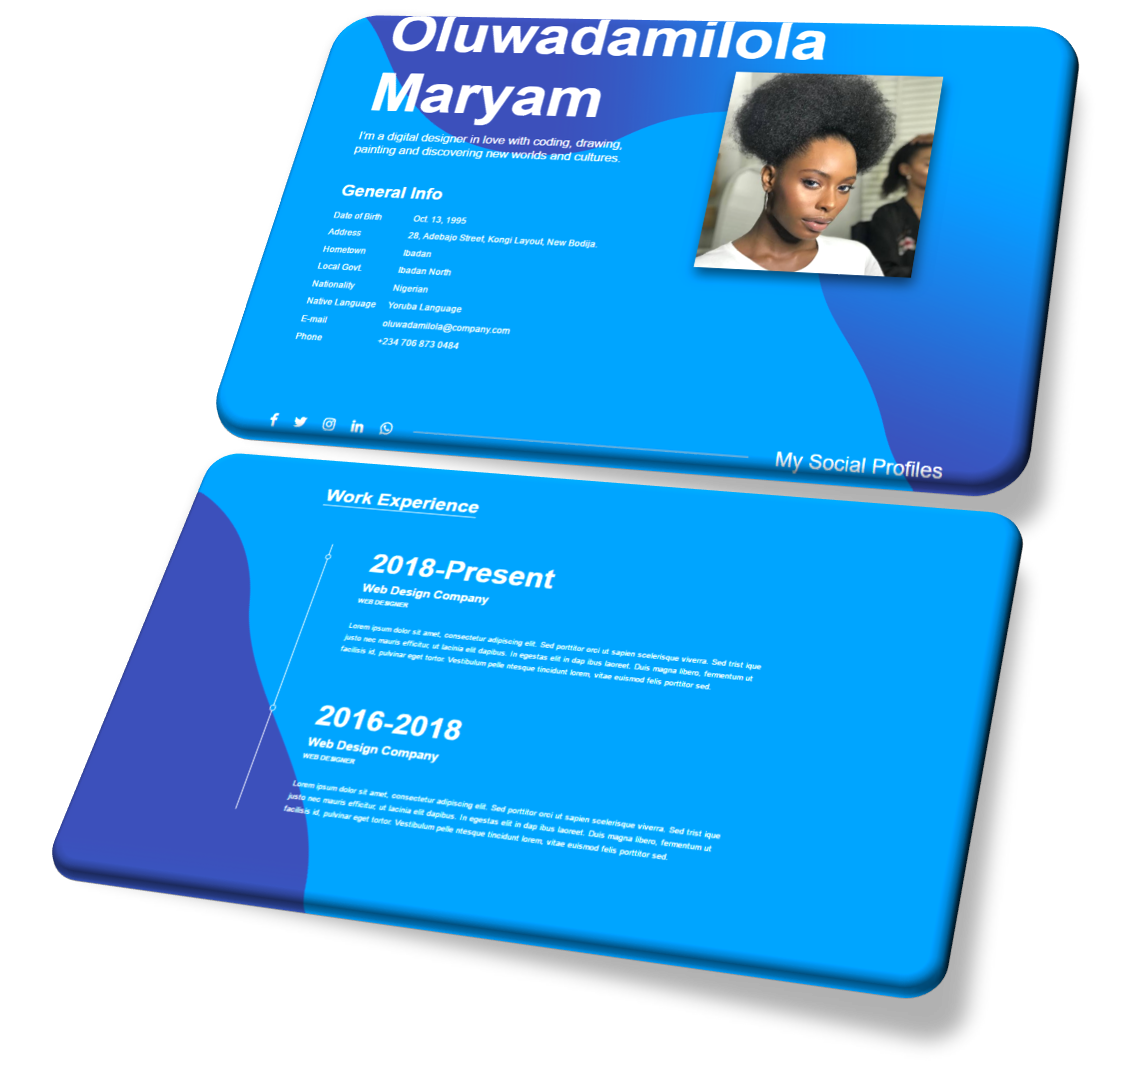 Oluwadamilola
Maryam
I'm a digital designer in love with coding, drawing,
painting and discovering new worlds and cultures.
General Info
Date of Birth Oct. 13, 1995
Address 28, Adebajo Street, Kongi Layout, New Bodija.
Hometown Ibadan
Local Govt. Ibadan North
Nationality Nigerian
Native Language Yoruba Language
E-mail oluwadamilola@company.com
Phone +234 706 873 0484
My Social Profiles
Work Experience
2018-Present
Web Design Company
WEB DESIGNER
Lorem ipsum dolor sit amet, consectetur adipiscing elit. Sed porttitor orci ut sapien scelerisque viverra. Sed trist ique
justo nec mauris efficitur, ut lacinia elit dapibus. In egestas elit in dap ibus laoreet. Duis magna libero, fermentum ut
facilisis id, pulvinar eget tortor. Vestibulum pelle ntesque tincidunt lorem, vitae euismod felis porttitor sed.
2016-2018
Web Design Company
WEB DESIGNER
Lorem ipsum dolor sit amet, consectetur adipiscing elit. Sed porttitor orci ut sapien scelerisque viverra. Sed trist ique
justo nec mauris efficitur, ut lacinia elit dapibus. In egestas elit in dap ibus laoreet. Duis magna libero, fermentum ut
facilisis id, pulvinar eget tortor. Vestibulum pelle ntesque tincidunt lorem, vitae euismod felis porttitor sed.